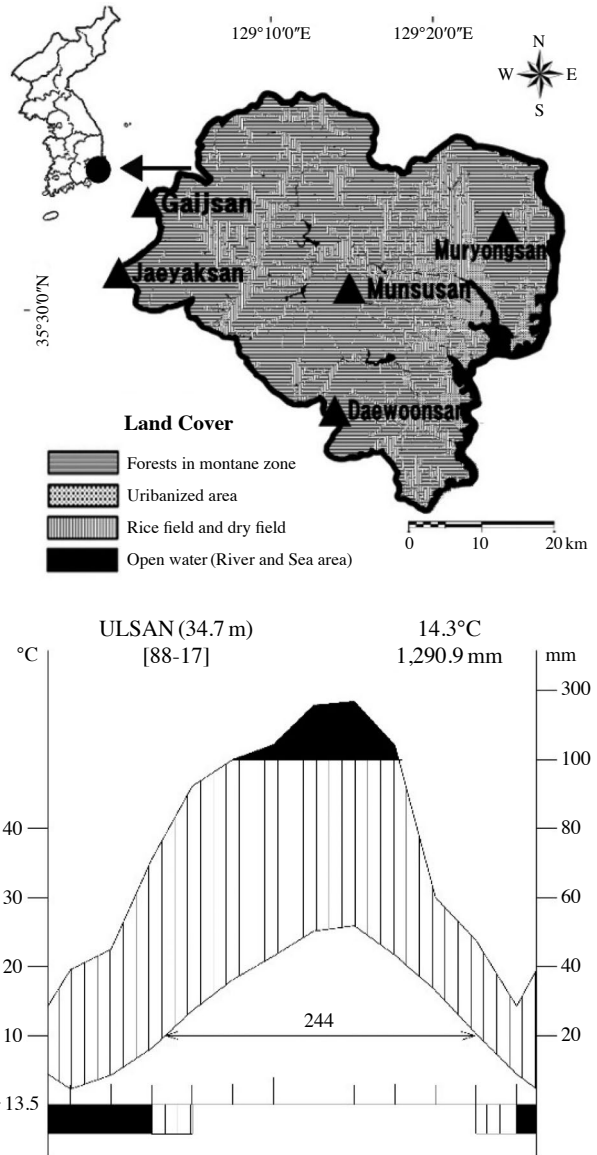 129°10′0″E 129°20′0″E
N
W E
S
35°30′0″N
Gaijsan
Muryongsan
Jaeyaksan
Munsusan
Daewoonsan
Land Cover
Forests in montane zone
Uribanized area
Rice field and dry field
Open water (River and Sea area)
0 10 20 km
ULSAN (34.7 m) 14.3°C
°C [88-17] 1,290.9 mm mm
300
100
40 80
30 60
20 40
10 244 20
-13.5